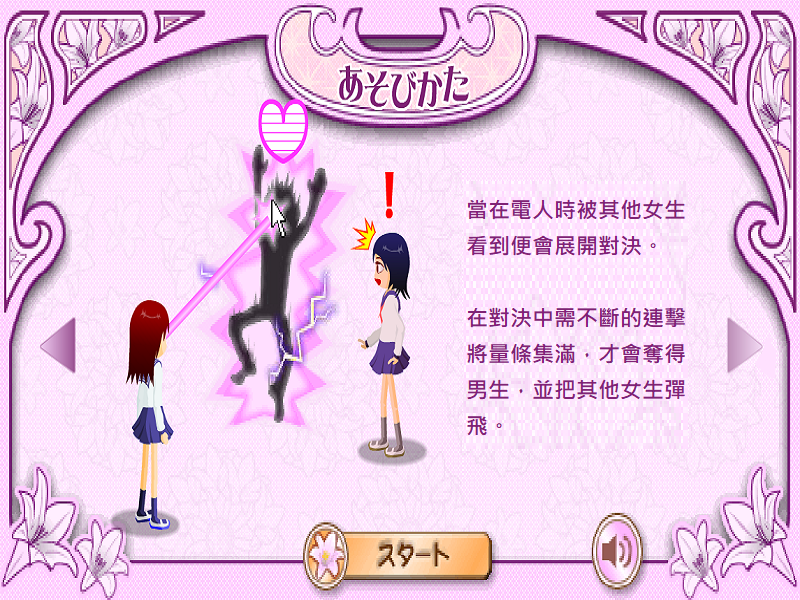 あそびかた
!
當在電人時被其他女生
看到便會展開對決。
在對決中需不斷的連擊
將量條集滿，才會奪得
男生，並把其他女生彈
飛。
スタート